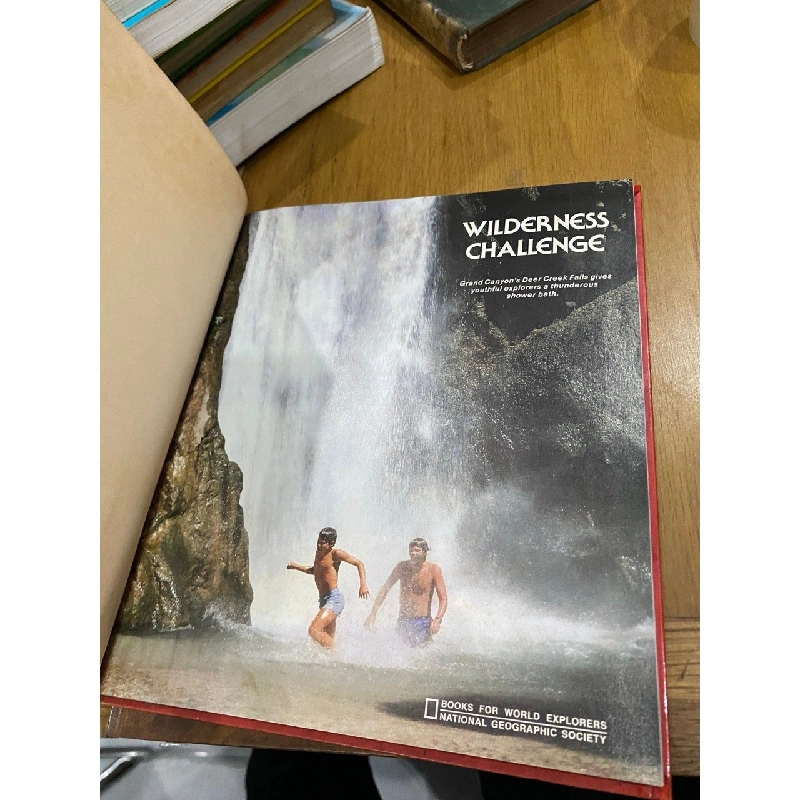 WILDERNESS
CHALLENGE
Grand Canyon's Deer Creek Falls gives
youthful explorers a thunderous
shower bath.
BOOKS FOR WORLD EXPLORERS
NATIONAL GEOGRAPHIC SOCIETY